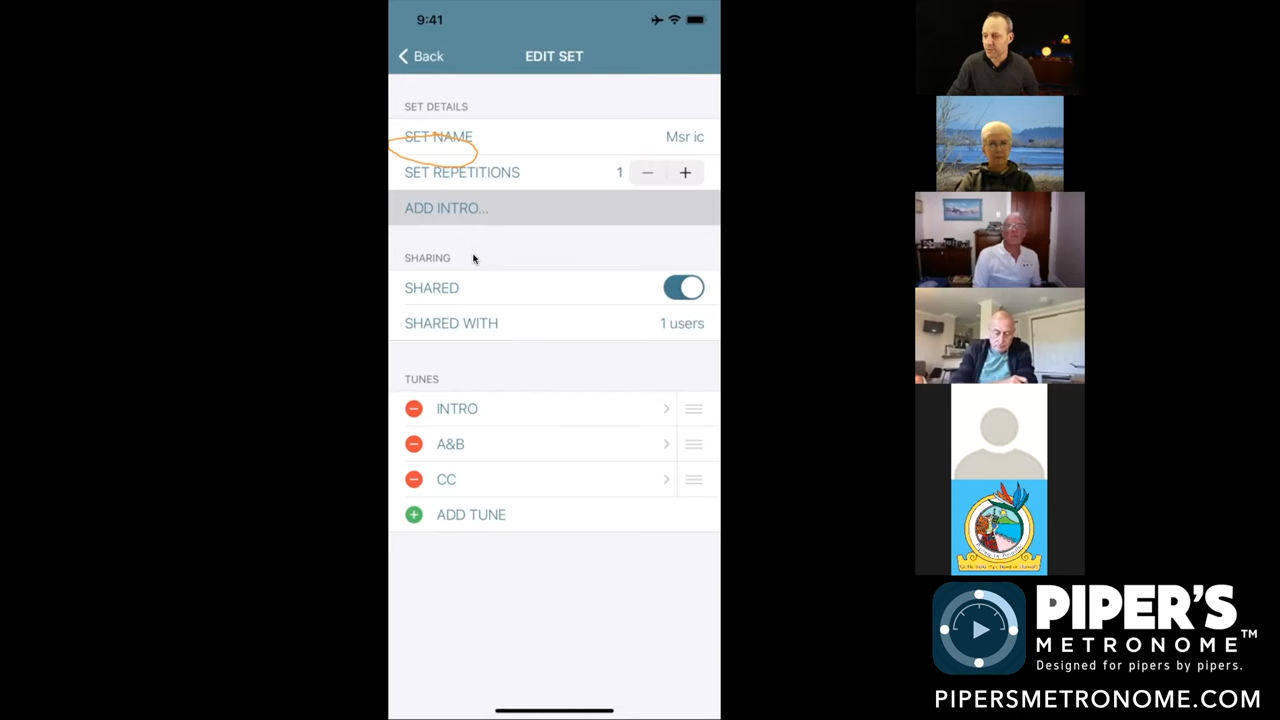 9:41
Back
EDIT SET
SET DETAILS
SET NAME Msr ic
SET REPETITIONS 1 − +
ADD INTRO...
SHARING
SHARED
SHARED WITH 1 users
TUNES
INTRO
A&B
CC
ADD TUNE
PIPER'S
METRONOME™
Designed for pipers by pipers.
PIPERSMETRONOME.COM